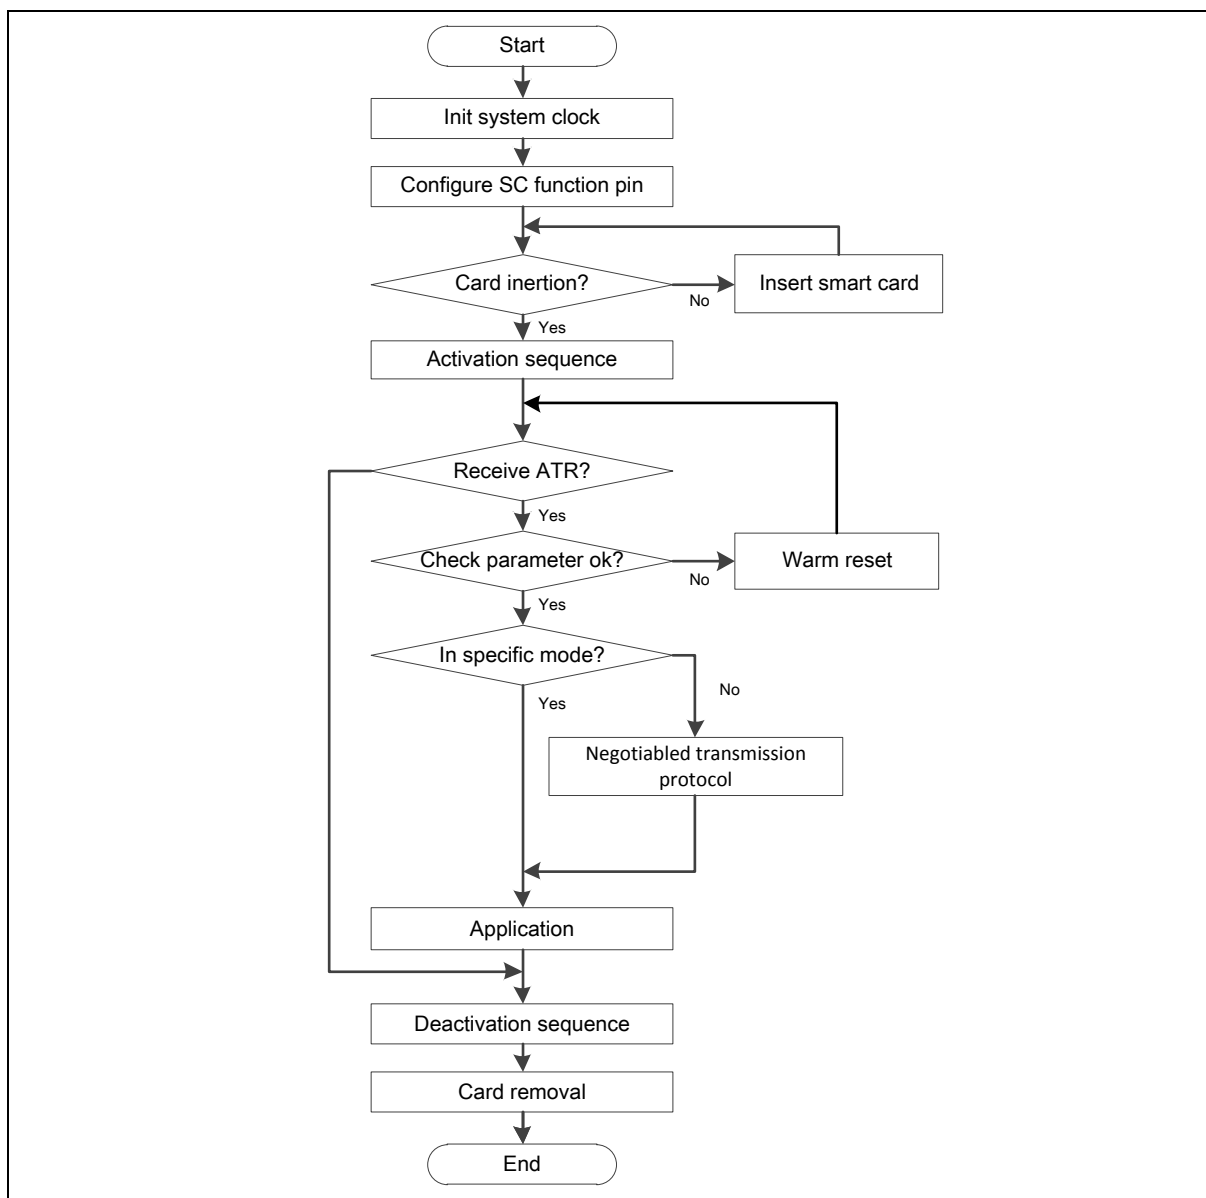 Start
Init system clock
Configure SC function pin
Card inertion?
No
Insert smart card
Yes
Activation sequence
Receive ATR?
Yes
Check parameter ok?
No
Warm reset
Yes
In specific mode?
No
Yes
Negotiabled transmission
protocol
Application
Deactivation sequence
Card removal
End